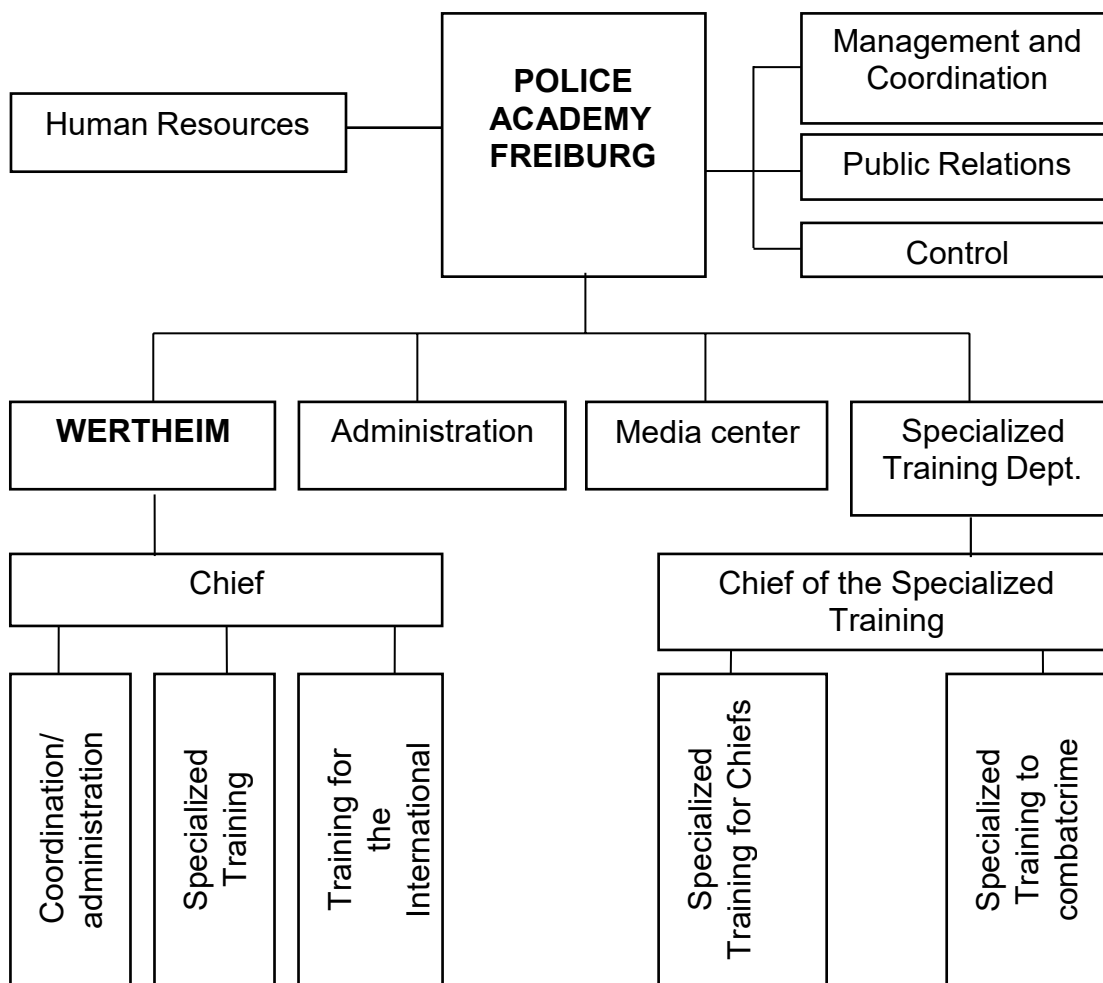 Human Resources
POLICE
ACADEMY
FREIBURG
Management and
Coordination
Public Relations
Control
WERTHEIM
Administration
Media center
Specialized
Training Dept.
Chief
Chief of the Specialized
Training
Coordination/
administration
Specialized
Training
Training for
the
International
Specialized
Training for Chiefs
Specialized
Training to
combatcrime